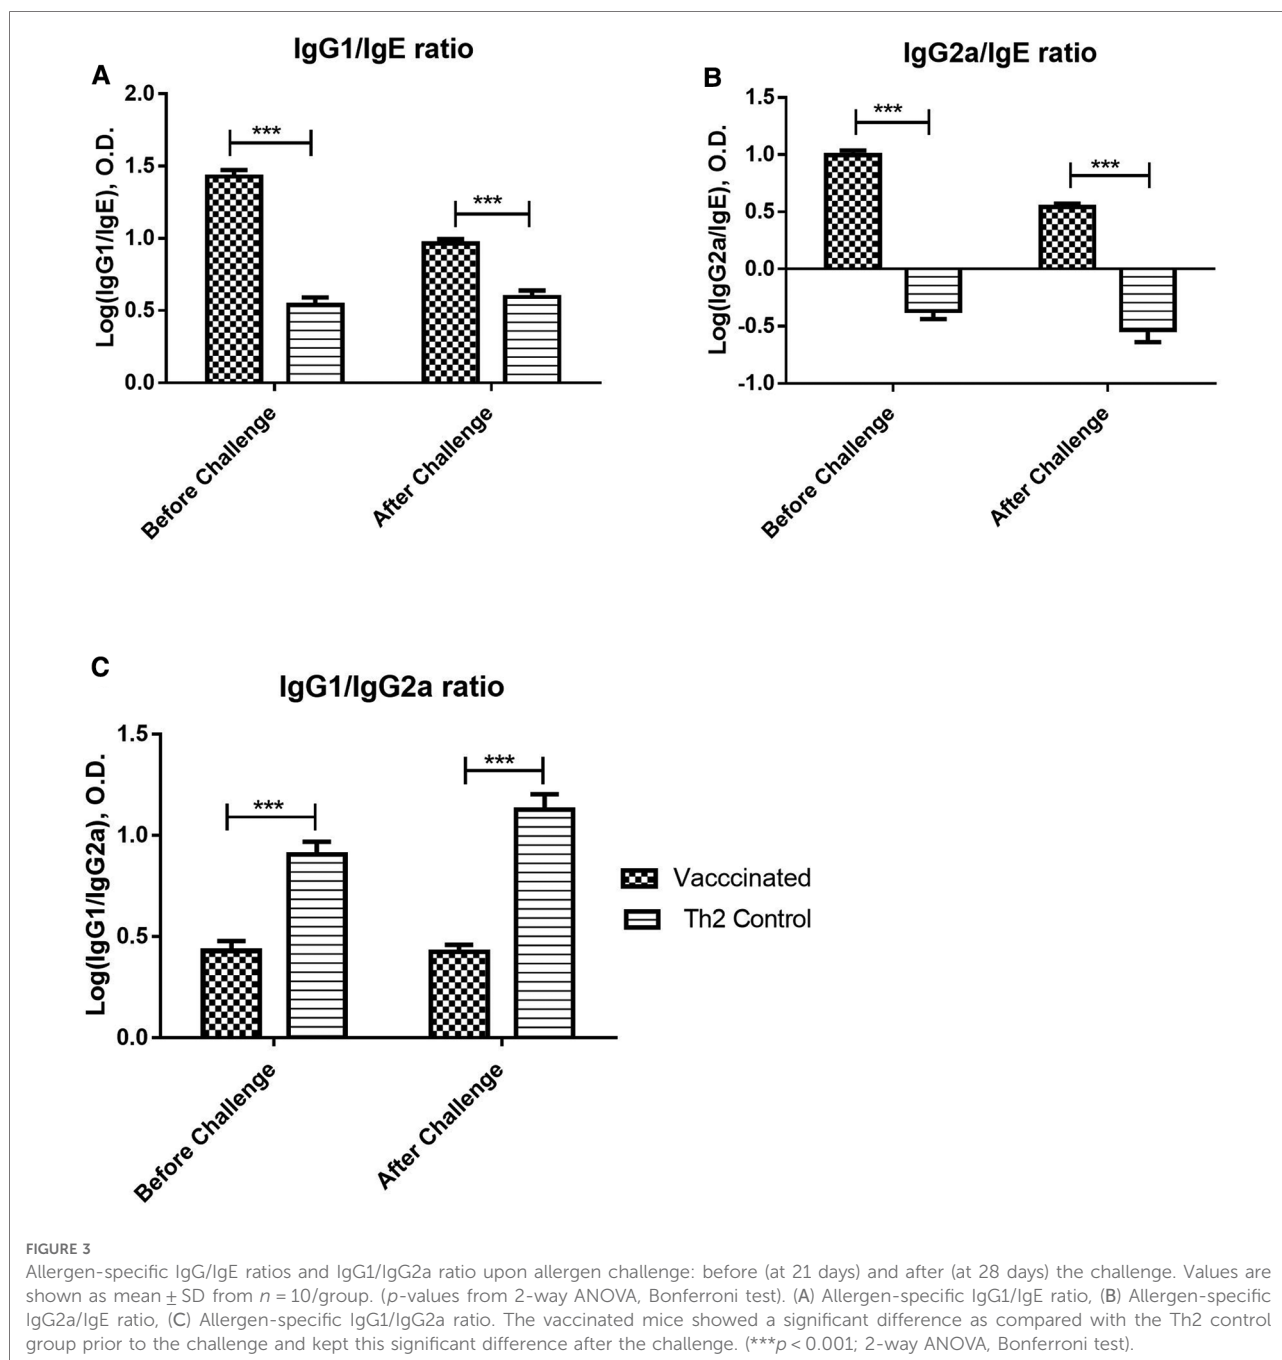 IgG1/IgE ratio
A
Log(IgG1/IgE), O.D.
2.0
1.5
1.0
0.5
0.0
***
***
Before Challenge
After Challenge
IgG2a/IgE ratio
B
Log(IgG2a/IgE), O.D.
1.5
1.0
0.5
0.0
-0.5
-1.0
***
***
Before Challenge
After Challenge
C
IgG1/IgG2a ratio
Log(IgG1/IgG2a), O.D.
1.5
1.0
0.5
0.0
***
***
Before Challenge
After Challenge
Vacccinated
Th2 Control
FIGURE 3
Allergen-specific IgG/IgE ratios and IgG1/IgG2a ratio upon allergen challenge: before (at 21 days) and after (at 28 days) the challenge. Values are
shown as mean ± SD from n = 10/group. (p-values from 2-way ANOVA, Bonferroni test). (A) Allergen-specific IgG1/IgE ratio, (B) Allergen-specific
IgG2a/IgE ratio, (C) Allergen-specific IgG1/IgG2a ratio. The vaccinated mice showed a significant difference as compared with the Th2 control
group prior to the challenge and kept this significant difference after the challenge. (***p < 0.001; 2-way ANOVA, Bonferroni test).